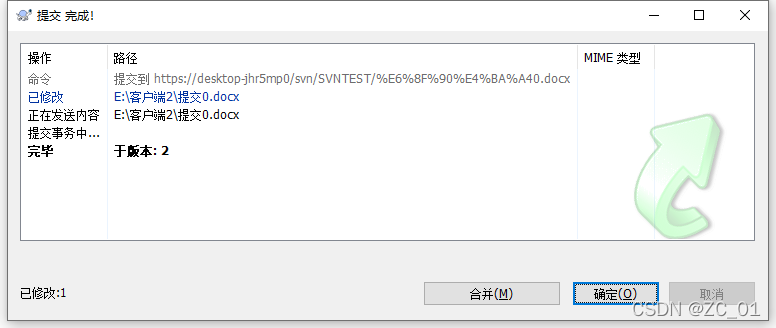 提交 完成!
操作 路径 MIME 类型
命令 提交到 https://desktop-jhr5mp0/svn/SVNTEST/%E6%8F%90%E4%BA%A40.docx
已修改 E:\客户端2\提交0.docx
正在发送内容 E:\客户端2\提交0.docx
提交事务中...
完毕 于版本: 2
已修改:1
合并(M) 确定(O) 取消
CSDN @ZC_01